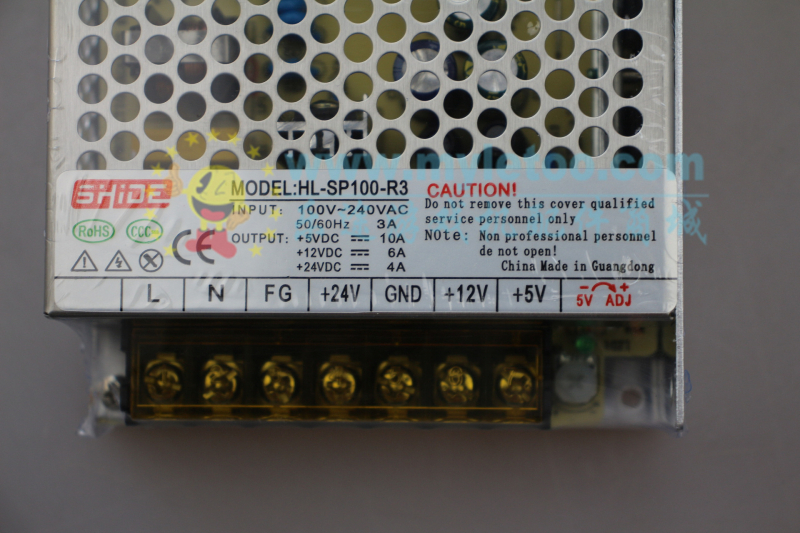 www.mylatoo.com
SHIDE
MODEL:HL-SP100-R3
INPUT: 100V~240VAC
50/60Hz 3A
OUTPUT: +5VDC 10A
+12VDC 6A
+24VDC 4A
RoHS
CCC
CE
CAUTION!
Do not remove this cover qualified
service personnel only
NOte: Non professional personnel
de not open!
China Made in Guangdong
L N FG +24V GND +12V +5V
- +
5V ADJ